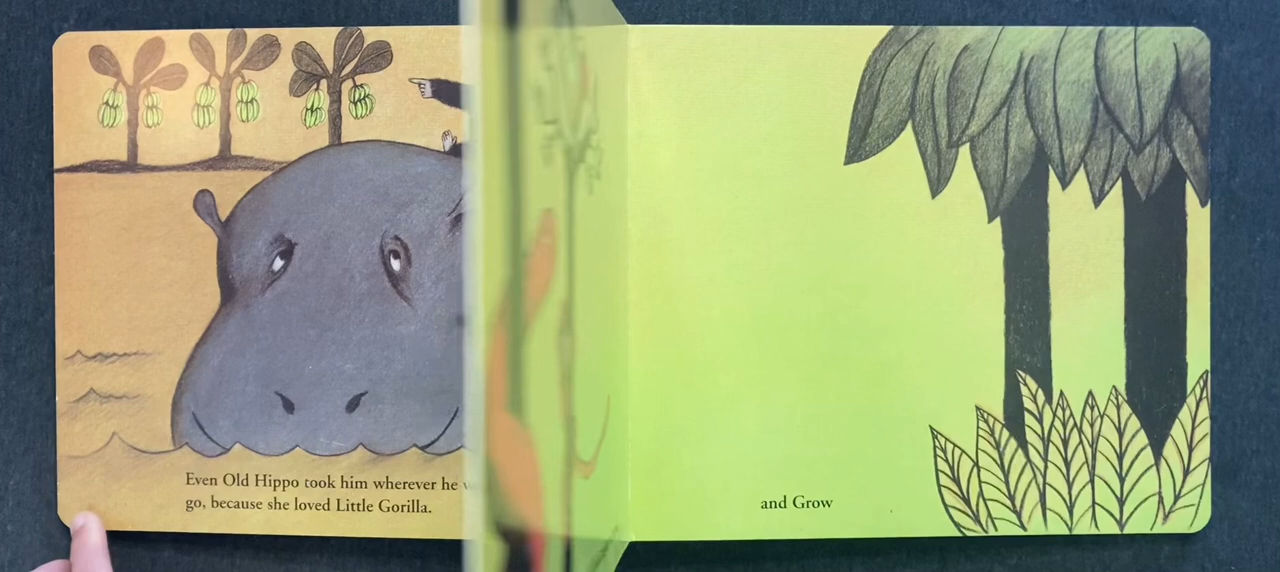 Even Old Hippo took him wherever he
go, because she loved Little Gorilla.
and Grow